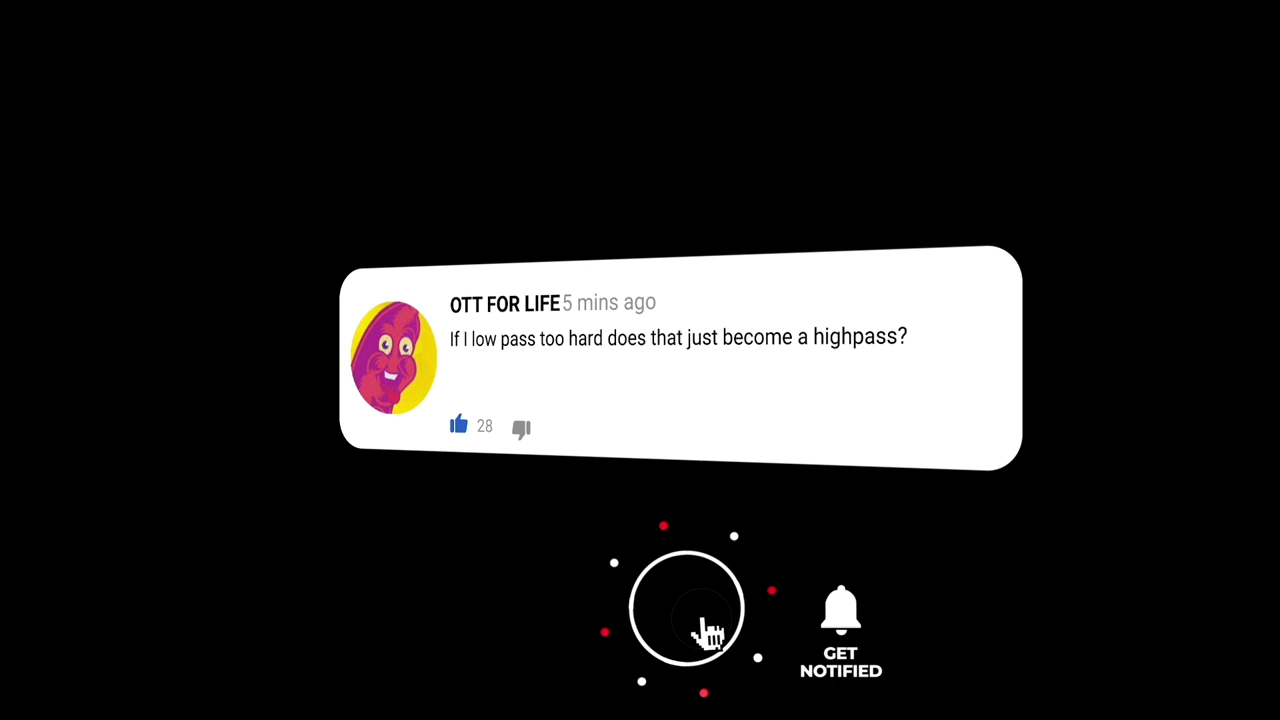 OTT FOR LIFE 5 mins ago
If I low pass too hard does that just become a highpass?
28
GET
NOTIFIED